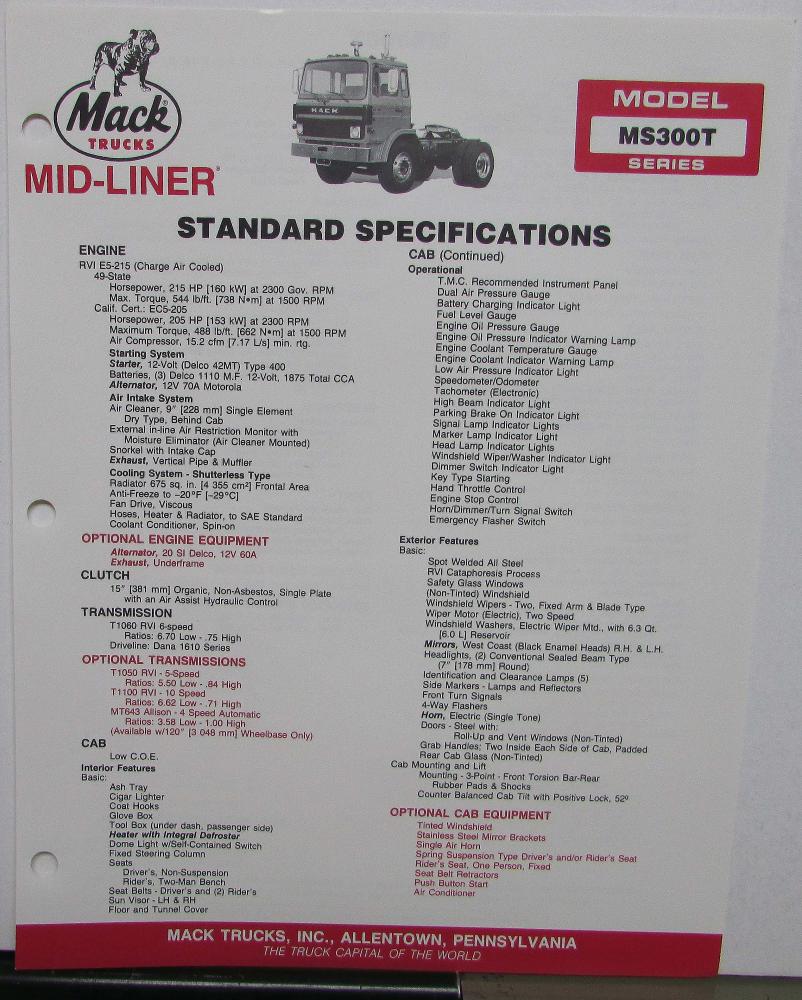 Mack
TRUCKS
MID-LINER
MACK
MODEL
MS300T
SERIES
STANDARD SPECIFICATIONS
ENGINE
RVI E5-215 (Charge Air Cooled)
49-State
Horsepower, 215 HP [160 kW] at 2300 Gov. RPM
Max. Torque, 544 lb/ft. [738 N•m] at 1500 RPM
Calif. Cert.: EC5-205
Horsepower, 205 HP [153 kW] at 2300 RPM
Maximum Torque, 488 lb/ft. [662 N•m] at 1500 RPM
Air Compressor, 15.2 cfm [7.17 L/s] min. rtg.
Starting System
Starter, 12-Volt (Delco 42MT) Type 400
Batteries, (3) Delco 1110 M.F. 12-Volt, 1875 Total CCA
Alternator, 12V 70A Motorola
Air Intake System
Air Cleaner, 9" [228 mm] Single Element
Dry Type, Behind Cab
External in-line Air Restriction Monitor with
Moisture Eliminator (Air Cleaner Mounted)
Snorkel with Intake Cap
Exhaust, Vertical Pipe & Muffler
Cooling System - Shutterless Type
Radiator 675 sq. in. [4 355 cm²] Frontal Area
Anti-Freeze to –20°F [–29°C]
Fan Drive, Viscous
Hoses, Heater & Radiator, to SAE Standard
Coolant Conditioner, Spin-on
OPTIONAL ENGINE EQUIPMENT
Alternator, 20 SI Delco, 12V 60A
Exhaust, Underframe
CLUTCH
15" [381 mm] Organic, Non-Asbestos, Single Plate
with an Air Assist Hydraulic Control
TRANSMISSION
T1060 RVI 6-speed
Ratios: 6.70 Low - .75 High
Driveline: Dana 1610 Series
OPTIONAL TRANSMISSIONS
T1050 RVI - 5-Speed
Ratios: 5.50 Low - .84 High
T1100 RVI - 10 Speed
Ratios: 6.62 Low - .71 High
MT643 Allison - 4 Speed Automatic
Ratios: 3.58 Low - 1.00 High
(Available w/120" [3 048 mm] Wheelbase Only)
CAB
Low C.O.E.
Interior Features
Basic:
Ash Tray
Cigar Lighter
Coat Hooks
Glove Box
Tool Box (under dash, passenger side)
Heater with Integral Defroster
Dome Light w/Self-Contained Switch
Fixed Steering Column
Seats
Driver's, Non-Suspension
Rider's, Two-Man Bench
Seat Belts - Driver's and (2) Rider's
Sun Visor - LH & RH
Floor and Tunnel Cover
CAB (Continued)
Operational
T.M.C. Recommended Instrument Panel
Dual Air Pressure Gauge
Battery Charging Indicator Light
Fuel Level Gauge
Engine Oil Pressure Gauge
Engine Oil Pressure Indicator Warning Lamp
Engine Coolant Temperature Gauge
Engine Coolant Indicator Warning Lamp
Low Air Pressure Indicator Light
Speedometer/Odometer
Tachometer (Electronic)
High Beam Indicator Light
Parking Brake On Indicator Light
Signal Lamp Indicator Lights
Marker Lamp Indicator Light
Head Lamp Indicator Lights
Windshield Wiper/Washer Indicator Light
Dimmer Switch Indicator Light
Key Type Starting
Hand Throttle Control
Engine Stop Control
Horn/Dimmer/Turn Signal Switch
Emergency Flasher Switch
Exterior Features
Basic:
Spot Welded All Steel
RVI Cataphoresis Process
Safety Glass Windows
(Non-Tinted) Windshield
Windshield Wipers - Two, Fixed Arm & Blade Type
Wiper Motor (Electric), Two Speed
Windshield Washers, Electric Wiper Mtd., with 6.3 Qt.
[6.0 L] Reservoir
Mirrors, West Coast (Black Enamel Heads) R.H. & L.H.
Headlights, (2) Conventional Sealed Beam Type
(7" [178 mm] Round)
Identification and Clearance Lamps (5)
Side Markers - Lamps and Reflectors
Front Turn Signals
4-Way Flashers
Horn, Electric (Single Tone)
Doors - Steel with:
Roll-Up and Vent Windows (Non-Tinted)
Grab Handles; Two Inside Each Side of Cab, Padded
Rear Cab Glass (Non-Tinted)
Cab Mounting and Lift
Mounting - 3-Point - Front Torsion Bar-Rear
Rubber Pads & Shocks
Counter Balanced Cab Tilt with Positive Lock, 52º
OPTIONAL CAB EQUIPMENT
Tinted Windshield
Stainless Steel Mirror Brackets
Single Air Horn
Spring Suspension Type Driver's and/or Rider's Seat
Rider's Seat, One Person, Fixed
Seat Belt Retractors
Push Button Start
Air Conditioner
MACK TRUCKS, INC., ALLENTOWN, PENNSYLVANIA
THE TRUCK CAPITAL OF THE WORLD